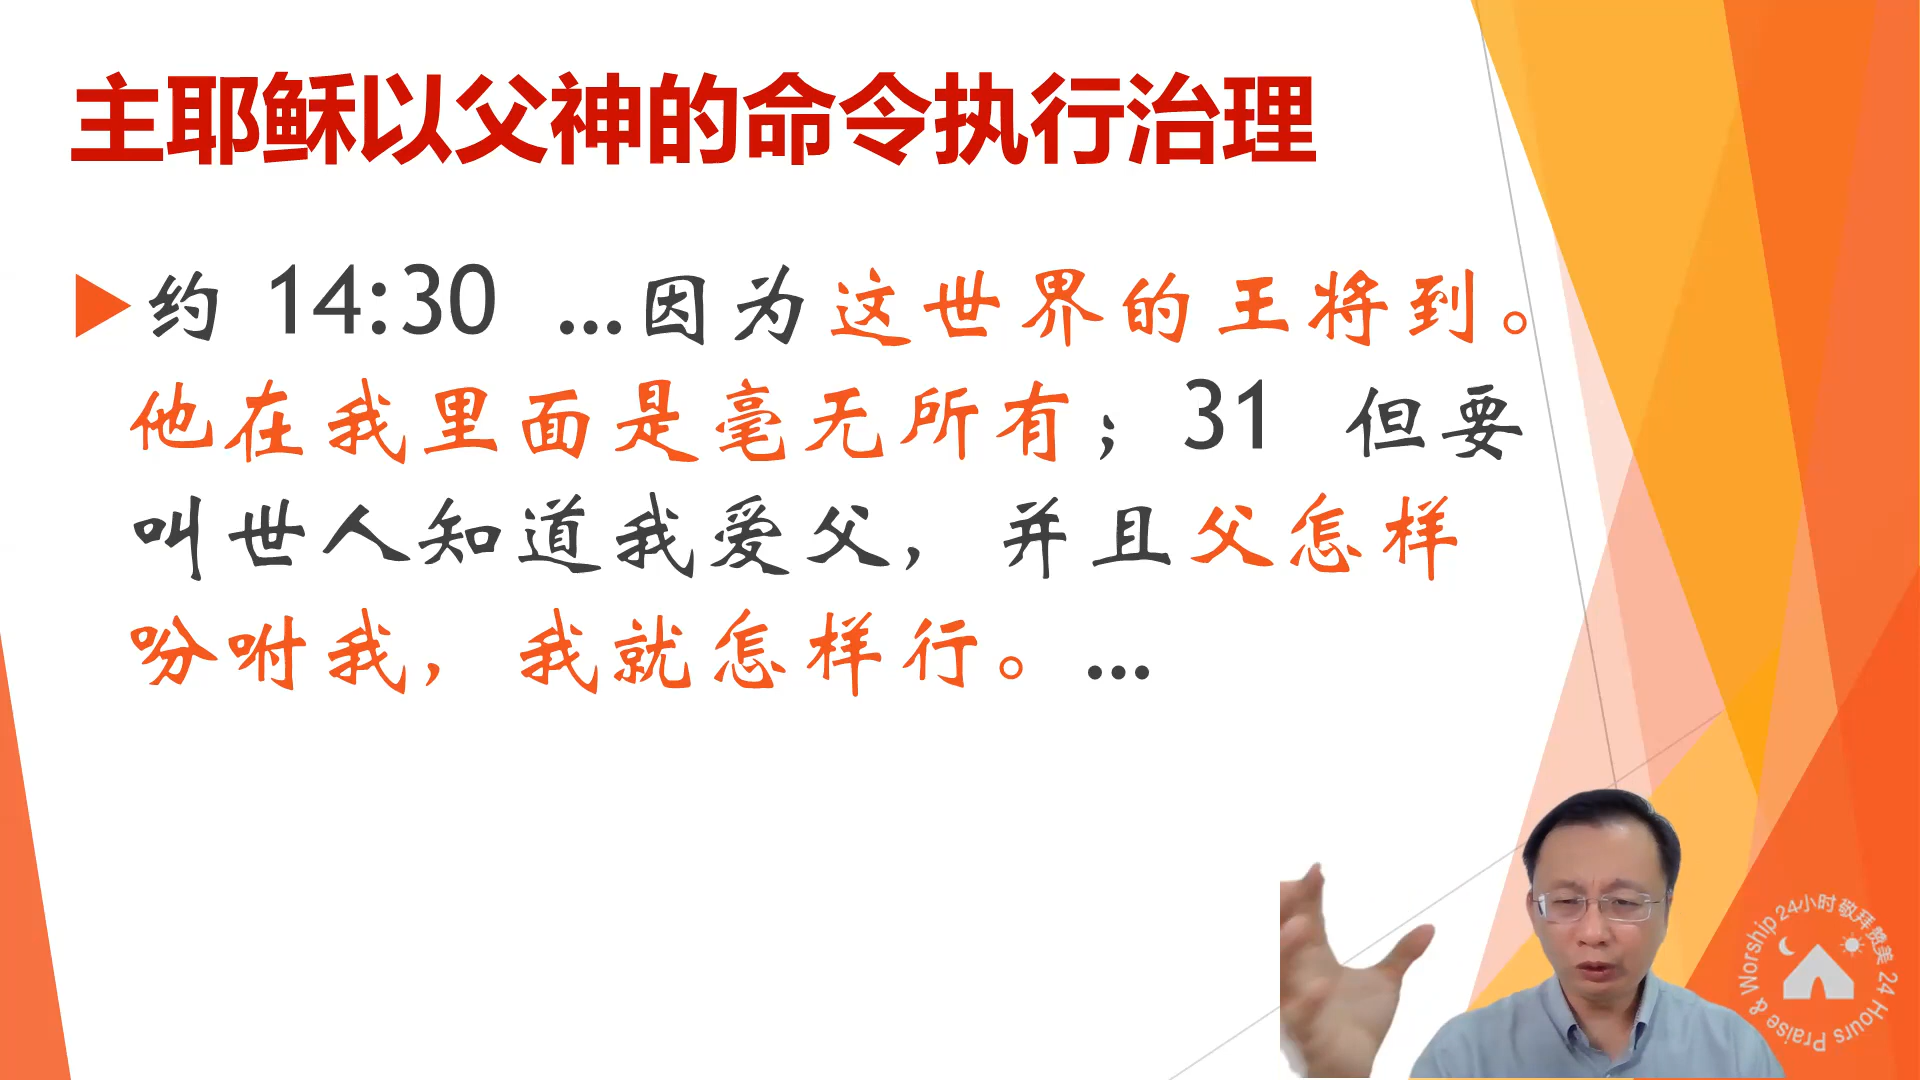 主耶稣以父神的命令执行治理
约 14:30 …因为这世界的王将到。
他在我里面是毫无所有；31 但要
叫世人知道我爱父，并且父怎样
吩咐我，我就怎样行。…
24小时敬拜赞美 24 Hours Praise & Worship